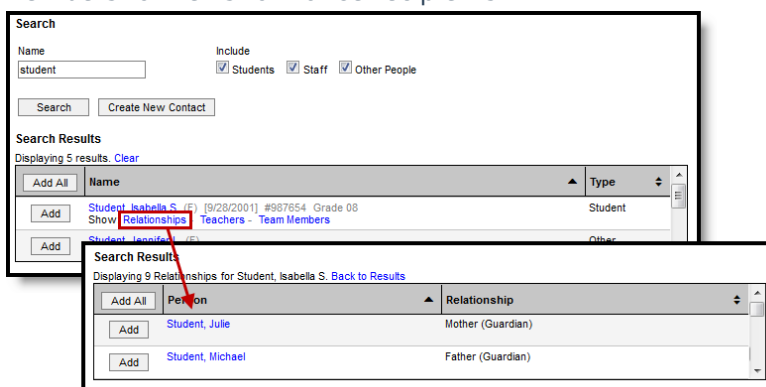 Search
Name
Include
student
Students Staff Other People
Search Create New Contact
Search Results
Displaying 5 results. Clear
Add All Name Type
Add Student, Isabella S. (F) [9/28/2001] #987654 Grade 08 Student
Show Relationships - Teachers - Team Members
Add Student, Jennifer (F) Other
Search Results
Displaying 9 Relationships for Student, Isabella S. Back to Results
Add All Person Relationship
Add Student, Julie Mother (Guardian)
Add Student, Michael Father (Guardian)